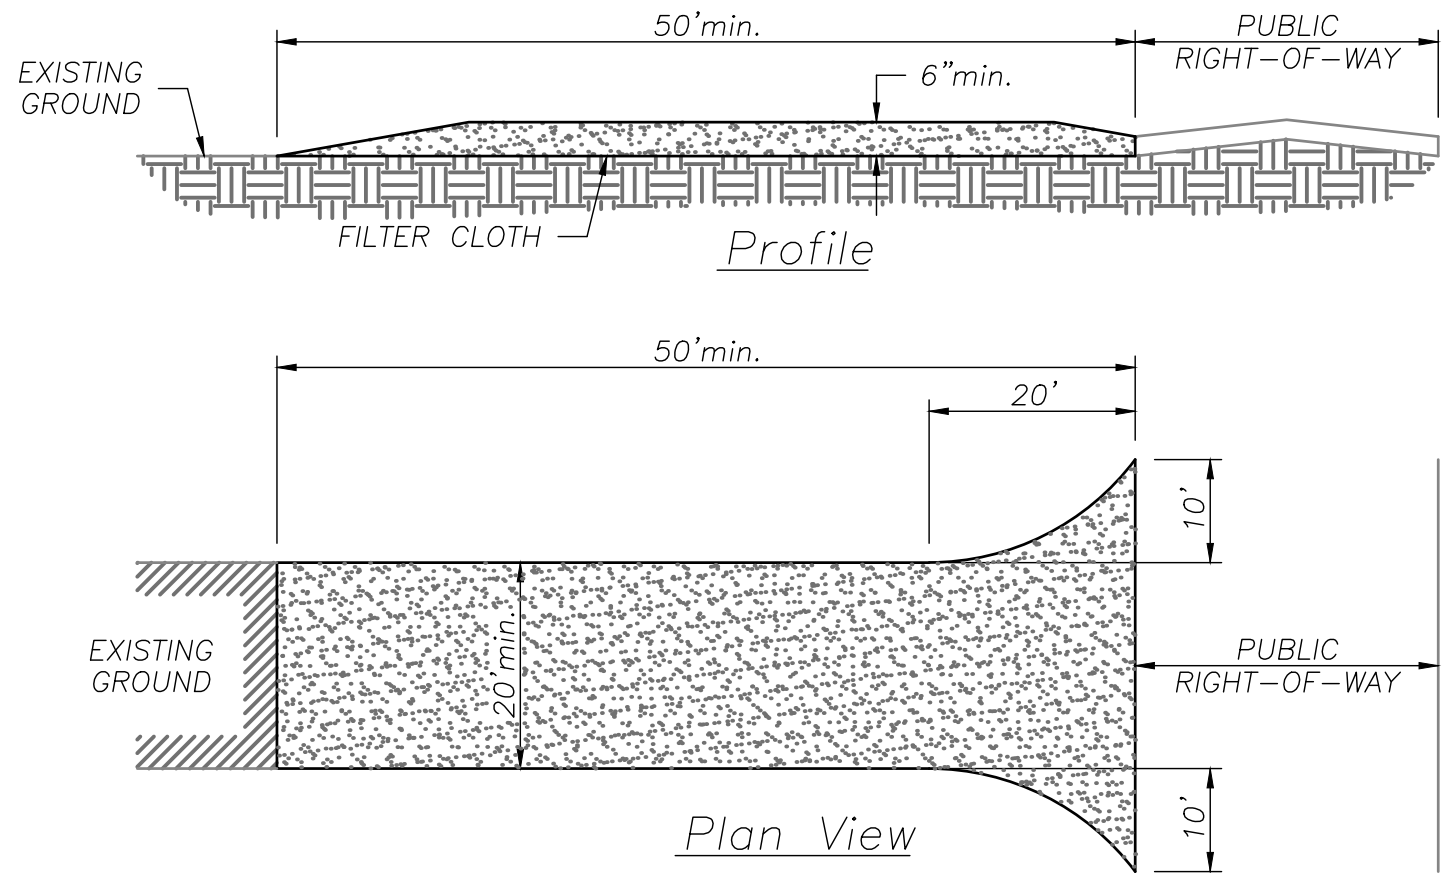 50'min.
PUBLIC
RIGHT-OF-WAY
EXISTING
GROUND
6"min.
FILTER CLOTH
Profile
50'min.
20'
10'
20'min.
EXISTING
GROUND
PUBLIC
RIGHT-OF-WAY
10'
Plan View